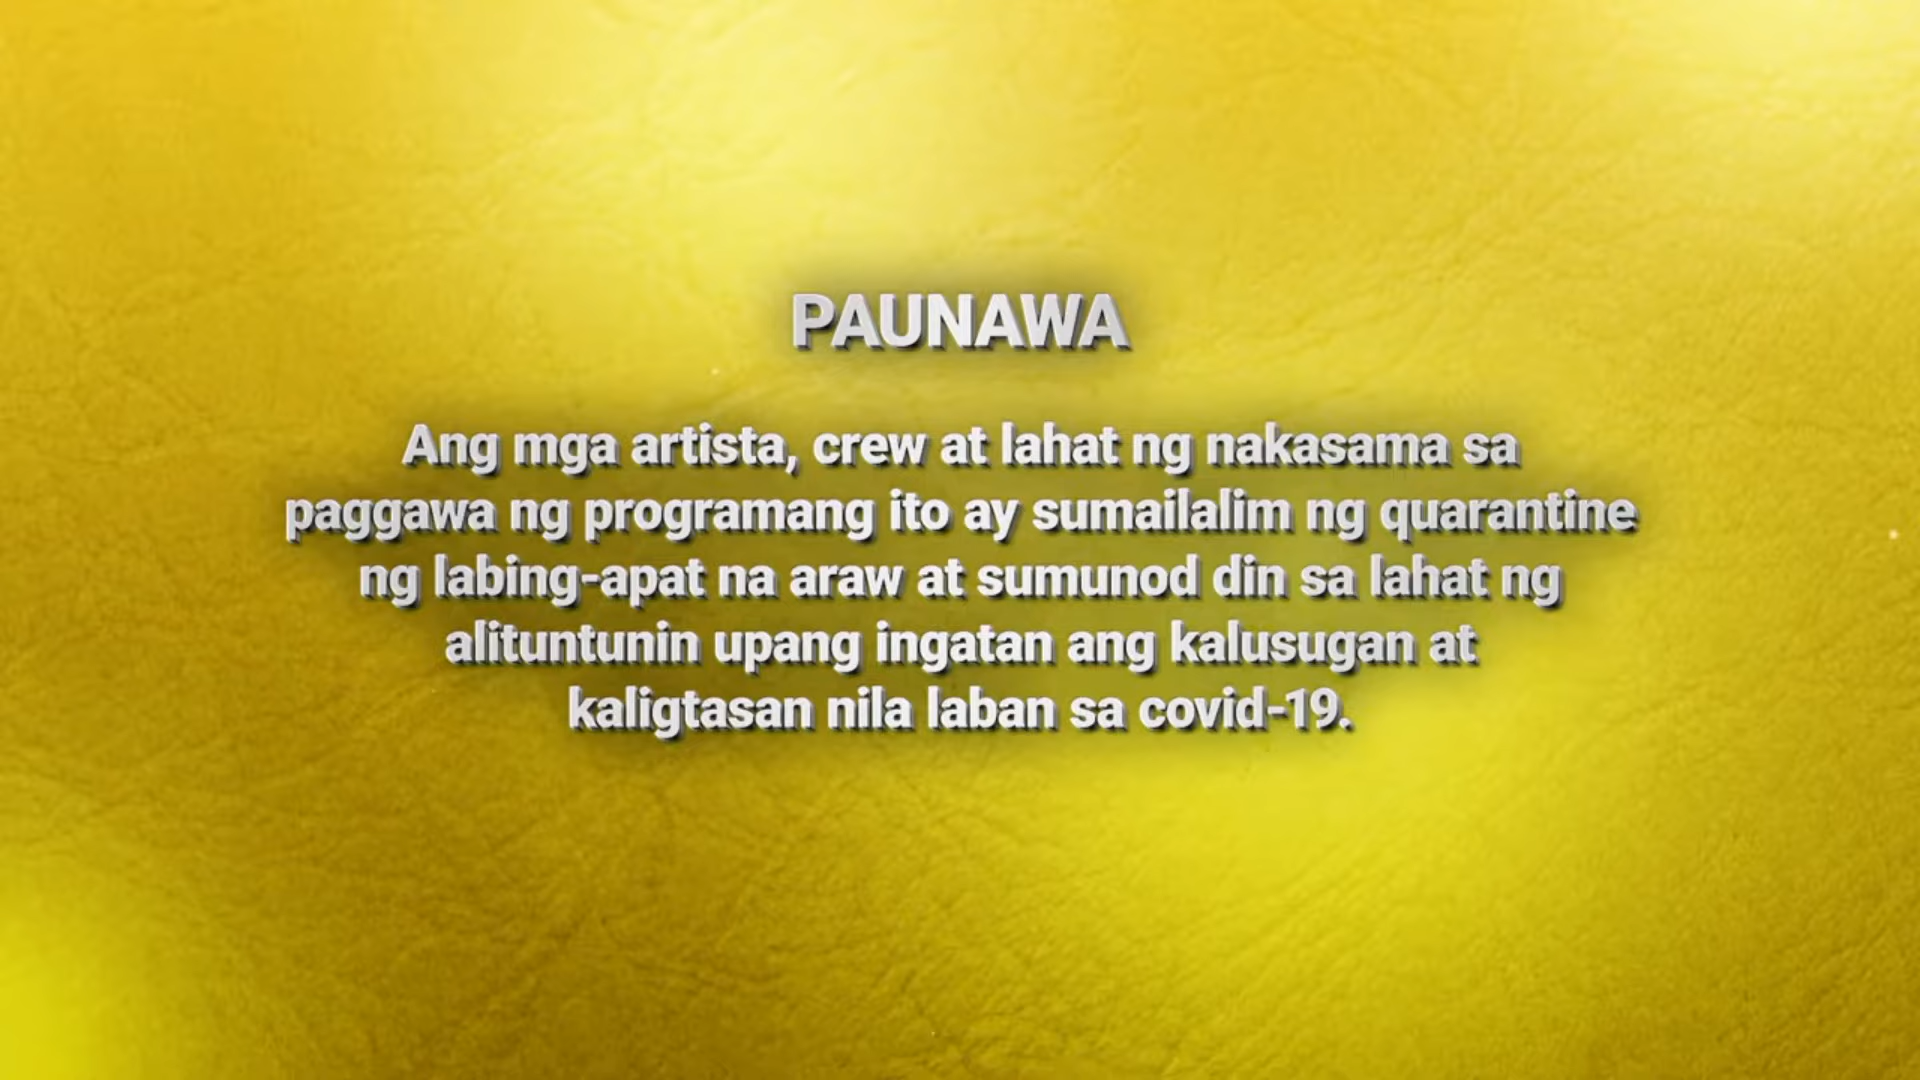 PAUNAWA
Ang mga artista, crew at lahat ng nakasama sa
paggawa ng programang ito ay sumailalim ng quarantine
ng labing-apat na araw at sumunod din sa lahat ng
alituntunin upang ingatan ang kalusugan at
kaligtasan nila laban sa covid-19.